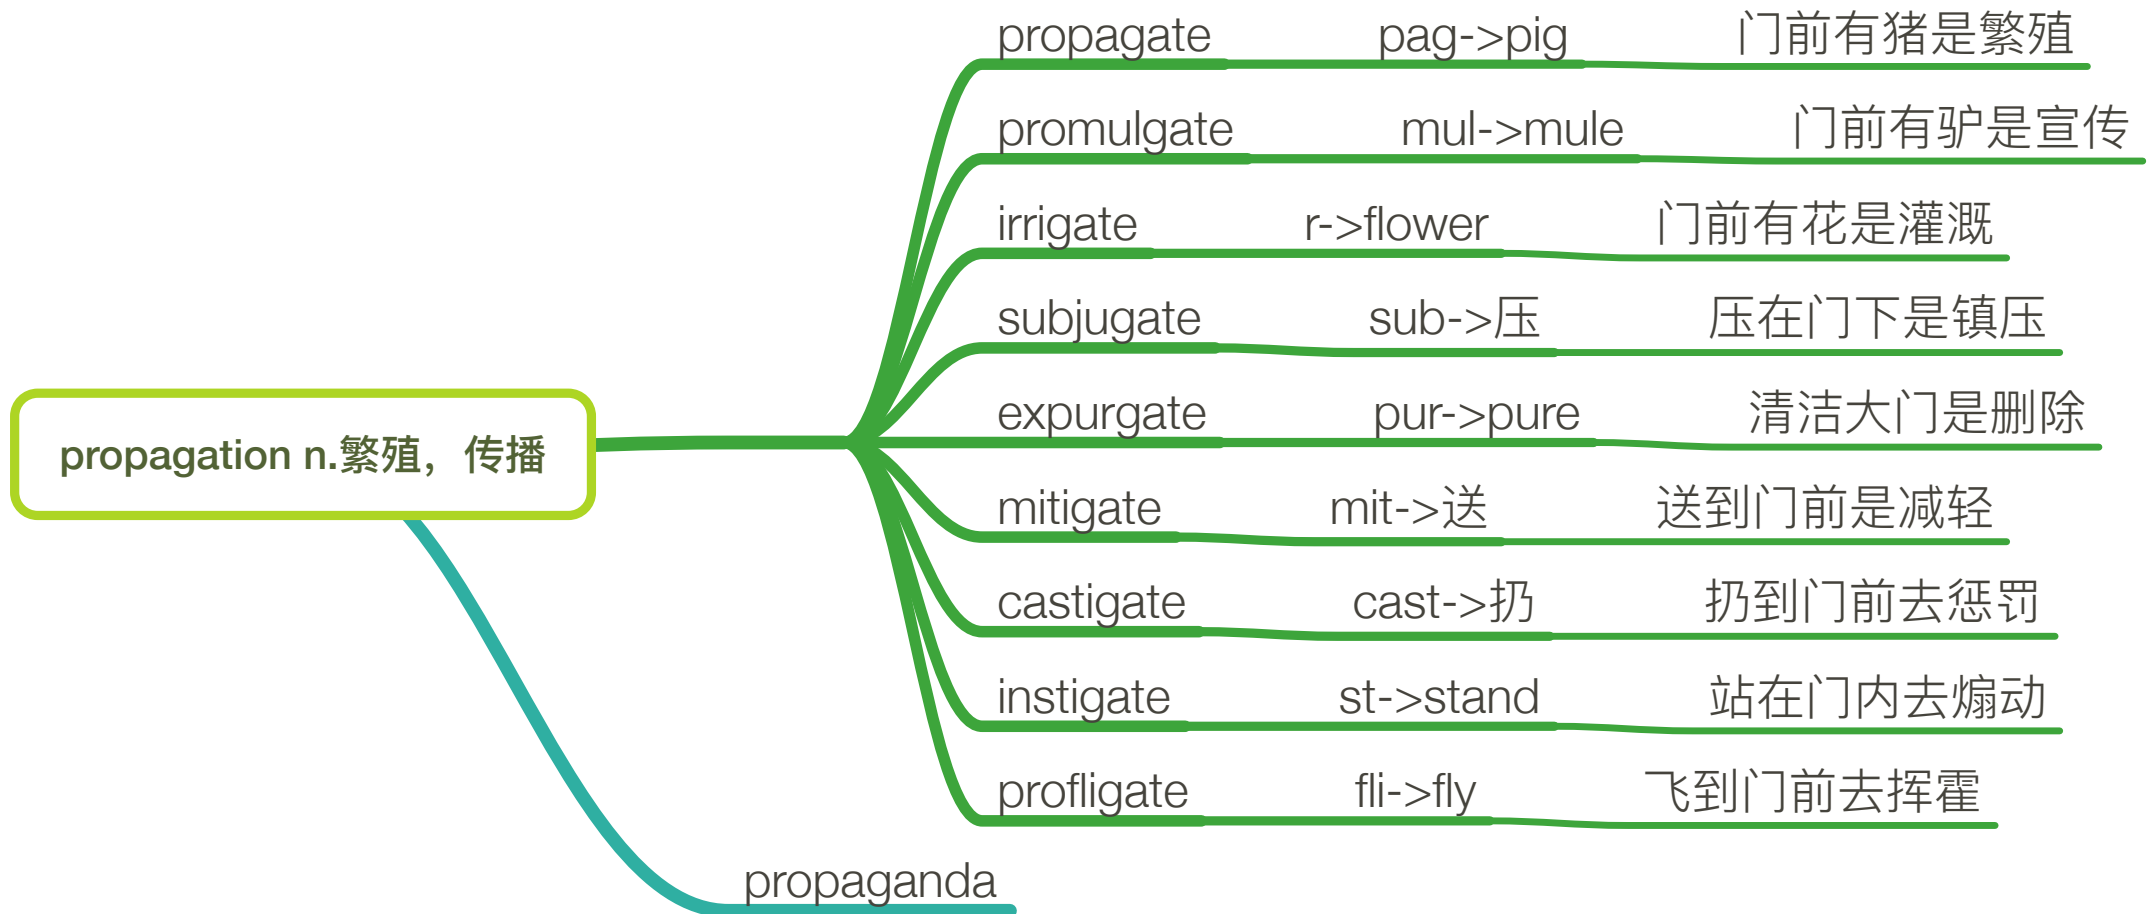 propagate pag->pig 门前有猪是繁殖
promulgate mul->mule 门前有驴是宣传
irrigate r->flower 门前有花是灌溉
subjugate sub->压 压在门下是镇压
expurgate pur->pure 清洁大门是删除
propagation n.繁殖，传播
mitigate mit->送 送到门前是减轻
castigate cast->扔 扔到门前去惩罚
instigate st->stand 站在门内去煽动
profligate fli->fly 飞到门前去挥霍
propaganda